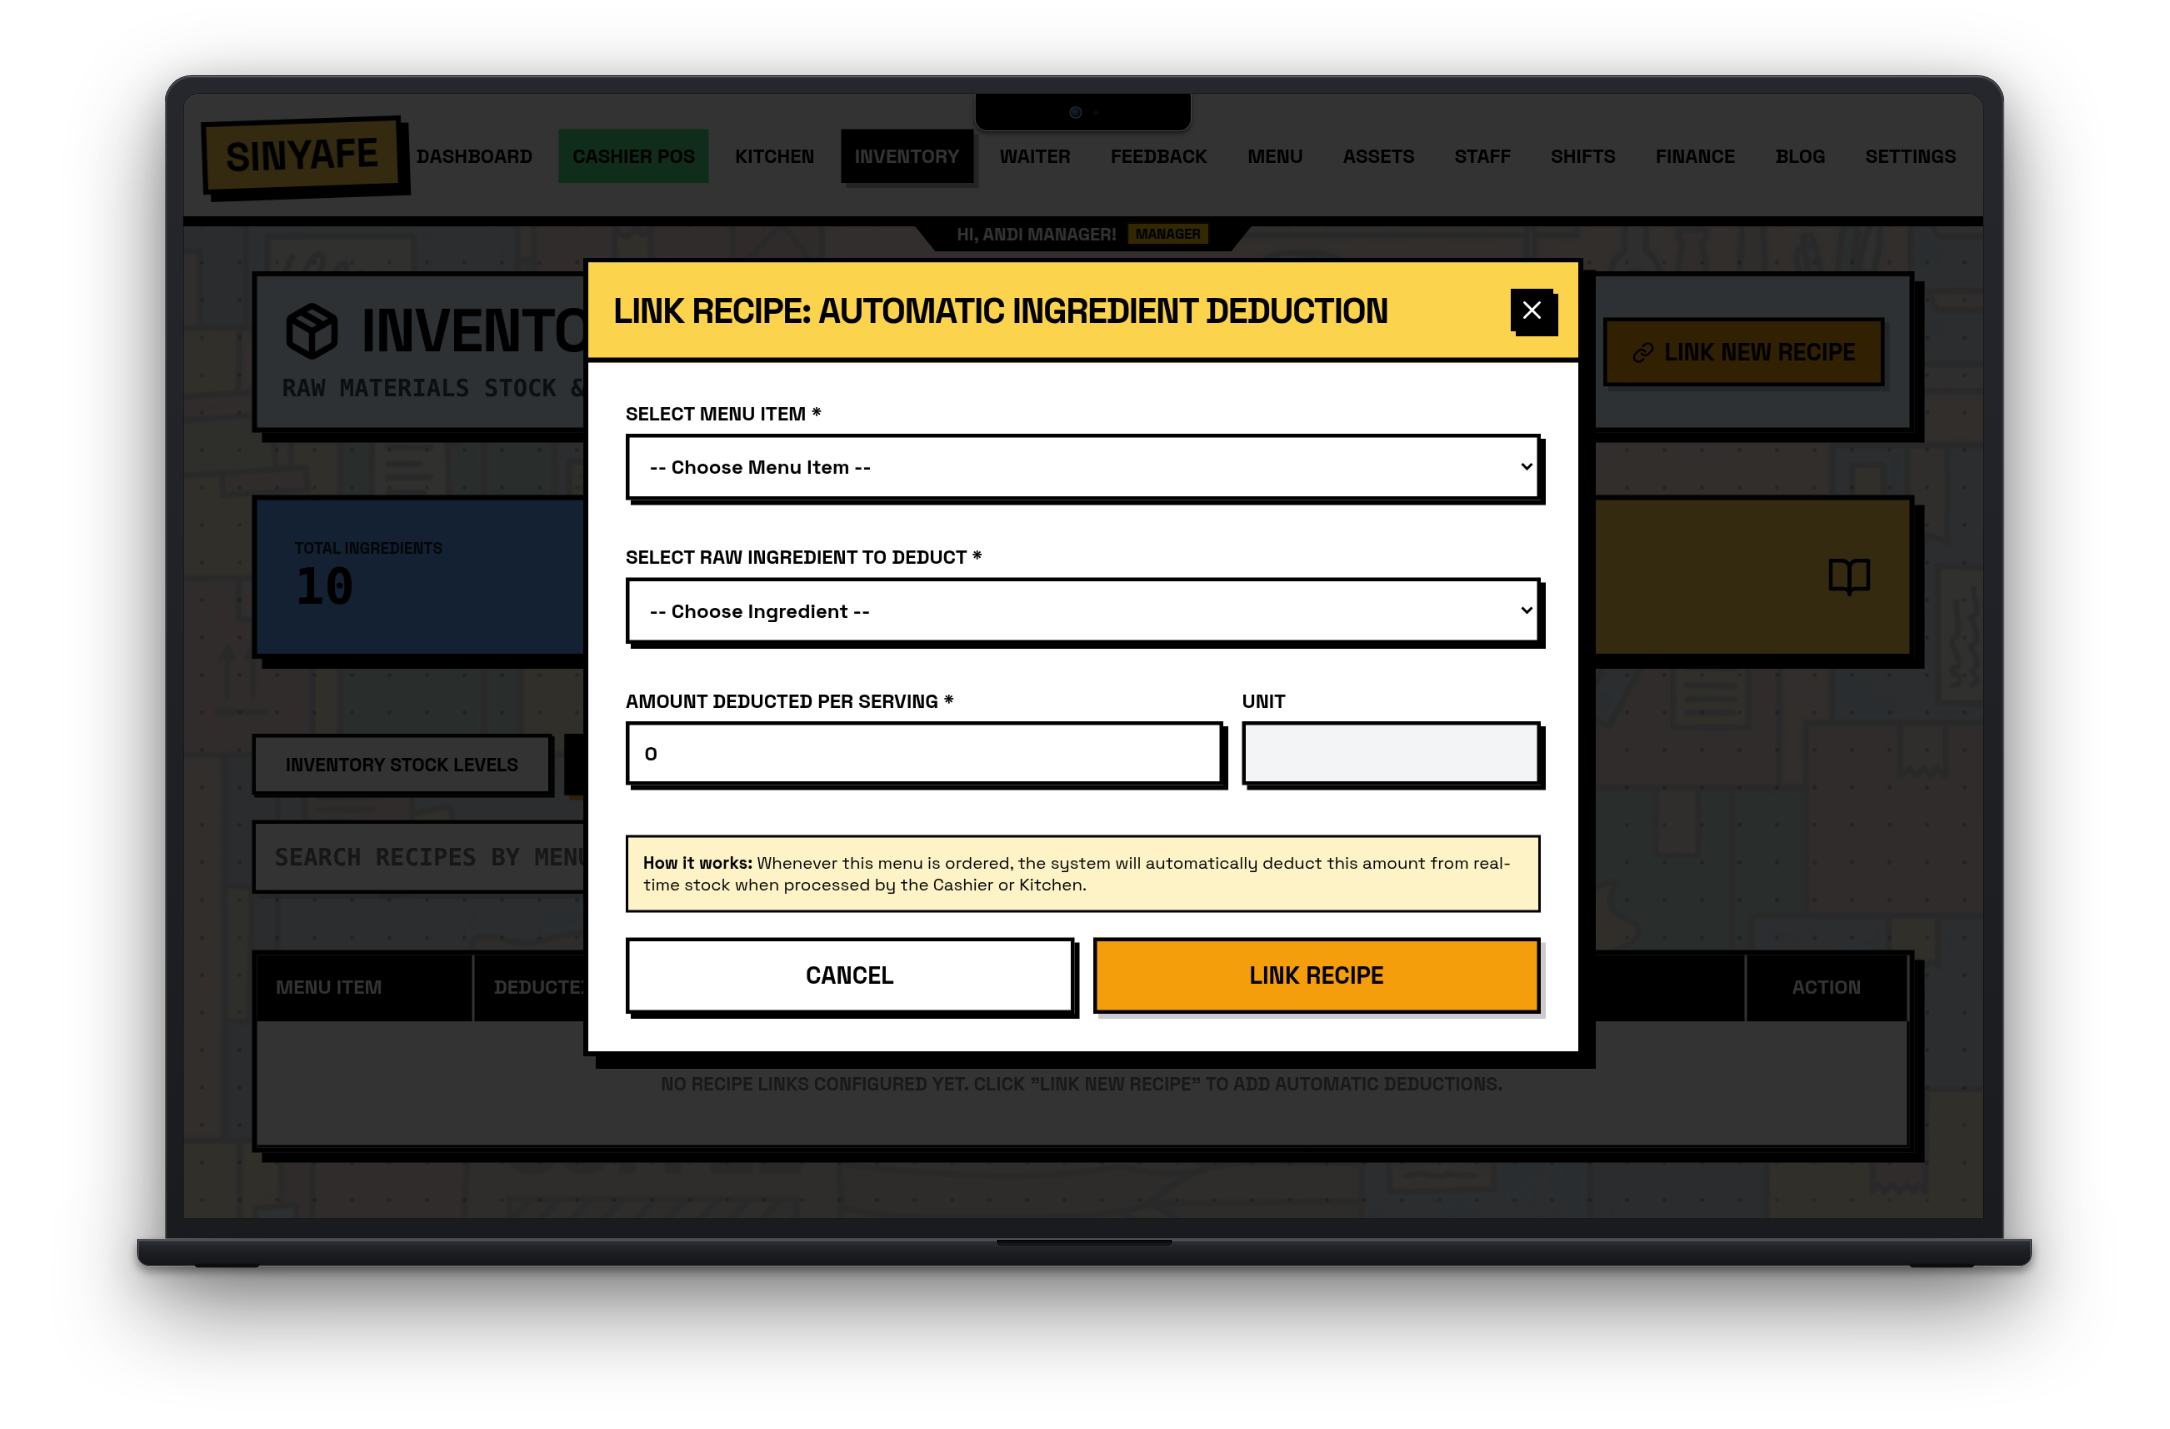 SINYAFE
DASHBOARD
CASHIER POS
KITCHEN
INVENTORY
WAITER
FEEDBACK
MENU
ASSETS
STAFF
SHIFTS
FINANCE
BLOG
SETTINGS
HI, ANDI MANAGER! MANAGER
INVENTO
RAW MATERIALS STOCK &
LINK NEW RECIPE
TOTAL INGREDIENTS
10
INVENTORY STOCK LEVELS
SEARCH RECIPES BY MENU
LINK RECIPE: AUTOMATIC INGREDIENT DEDUCTION
SELECT MENU ITEM *
-- Choose Menu Item --
SELECT RAW INGREDIENT TO DEDUCT *
-- Choose Ingredient --
AMOUNT DEDUCTED PER SERVING *
UNIT
0
How it works: Whenever this menu is ordered, the system will automatically deduct this amount from real-
time stock when processed by the Cashier or Kitchen.
CANCEL
LINK RECIPE
MENU ITEM
DEDUCTE
ACTION
NO RECIPE LINKS CONFIGURED YET. CLICK "LINK NEW RECIPE" TO ADD AUTOMATIC DEDUCTIONS.